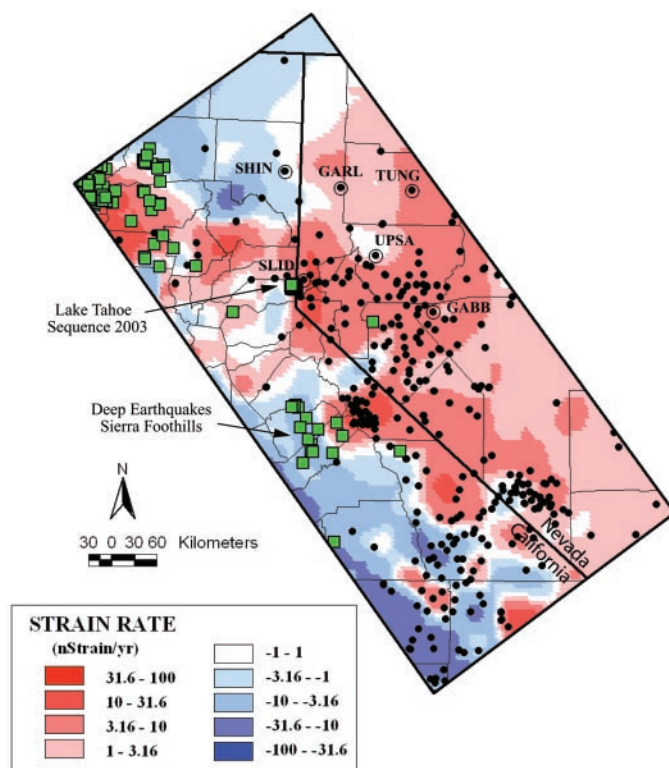 SHIN
GARL
TUNG
UPSA
SLID
GABB
Lake Tahoe
Sequence 2003
Deep Earthquakes
Sierra Foothills
N
30 0 30 60 Kilometers
Nevada
California
STRAIN RATE
(nStrain/yr)
31.6 - 100
10 - 31.6
3.16 - 10
1 - 3.16
-1 - 1
-3.16 - -1
-10 - -3.16
-31.6 - -10
-100 - -31.6